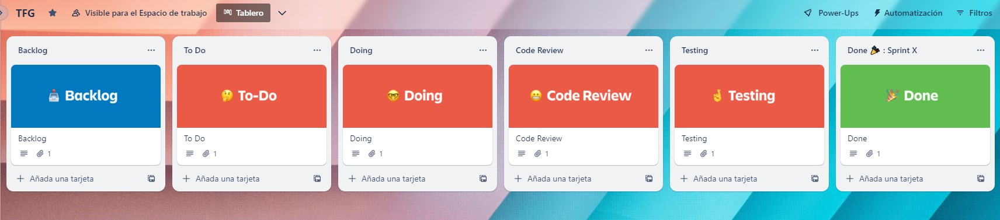 TFG
Visible para el Espacio de trabajo
Tablero
Power-Ups
Automatización
Filtros
Backlog
Backlog
Backlog
1
Añada una tarjeta
To Do
To-Do
To Do
1
Añada una tarjeta
Doing
Doing
Doing
1
Añada una tarjeta
Code Review
Code Review
Code Review
1
Añada una tarjeta
Testing
Testing
Testing
1
Añada una tarjeta
Done 🎉 : Sprint X
Done
Done
1
Añada una tarjeta